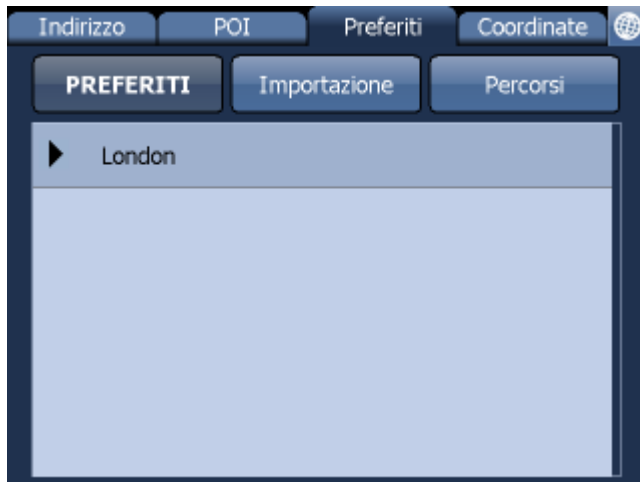 Indirizzo POI Preferiti Coordinate
PREFERITI Importazione Percorsi
London